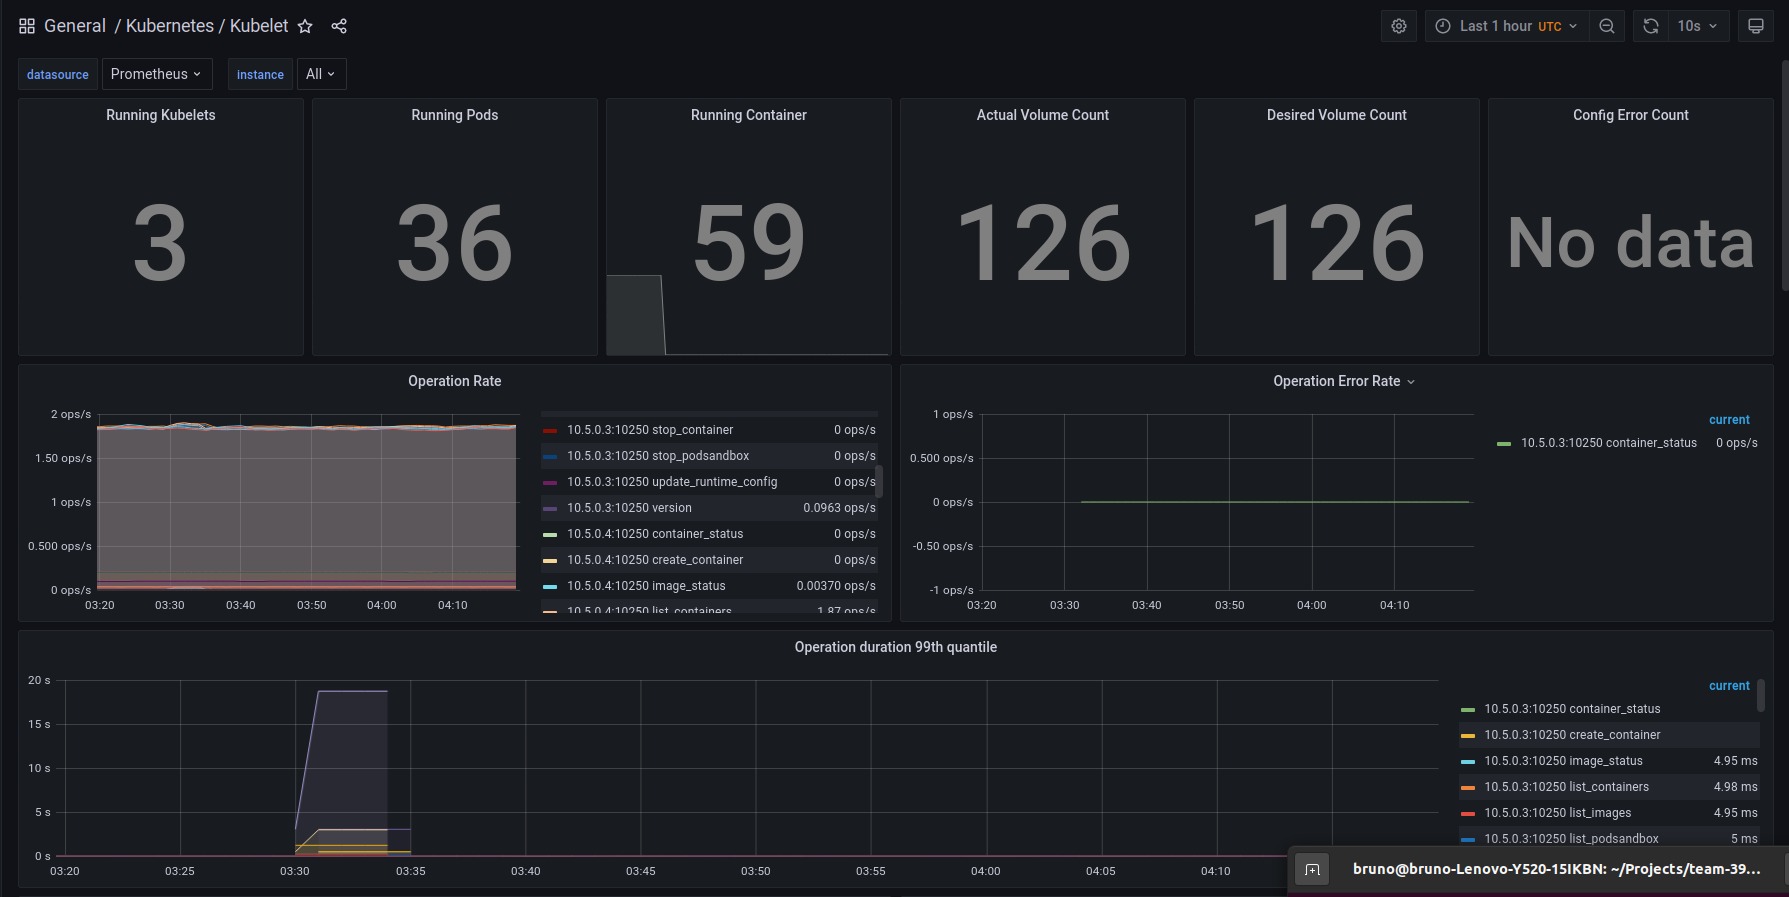 General / Kubernetes / Kubelet
Last 1 hour UTC
10s
datasource Prometheus instance All
Running Kubelets
3
Running Pods
36
Running Container
59
Actual Volume Count
126
Desired Volume Count
126
Config Error Count
No data
Operation Rate
2 ops/s
1.50 ops/s
1 ops/s
0.500 ops/s
0 ops/s
03:20 03:30 03:40 03:50 04:00 04:10
10.5.0.3:10250 stop_container 0 ops/s
10.5.0.3:10250 stop_podsandbox 0 ops/s
10.5.0.3:10250 update_runtime_config 0 ops/s
10.5.0.3:10250 version 0.0963 ops/s
10.5.0.4:10250 container_status 0 ops/s
10.5.0.4:10250 create_container 0 ops/s
10.5.0.4:10250 image_status 0.00370 ops/s
10.5.0.4:10250 list_containers 1.87 ops/s
Operation Error Rate
1 ops/s
0.500 ops/s
0 ops/s
-0.50 ops/s
-1 ops/s
03:20 03:30 03:40 03:50 04:00 04:10
current
10.5.0.3:10250 container_status 0 ops/s
Operation duration 99th quantile
20 s
15 s
10 s
5 s
0 s
03:20 03:25 03:30 03:35 03:40 03:45 03:50 03:55 04:00 04:05 04:10
current
10.5.0.3:10250 container_status
10.5.0.3:10250 create_container
10.5.0.3:10250 image_status 4.95 ms
10.5.0.3:10250 list_containers 4.98 ms
10.5.0.3:10250 list_images 4.95 ms
10.5.0.3:10250 list_podsandbox 5 ms
bruno@bruno-Lenovo-Y520-15IKBN: ~/Projects/team-39...